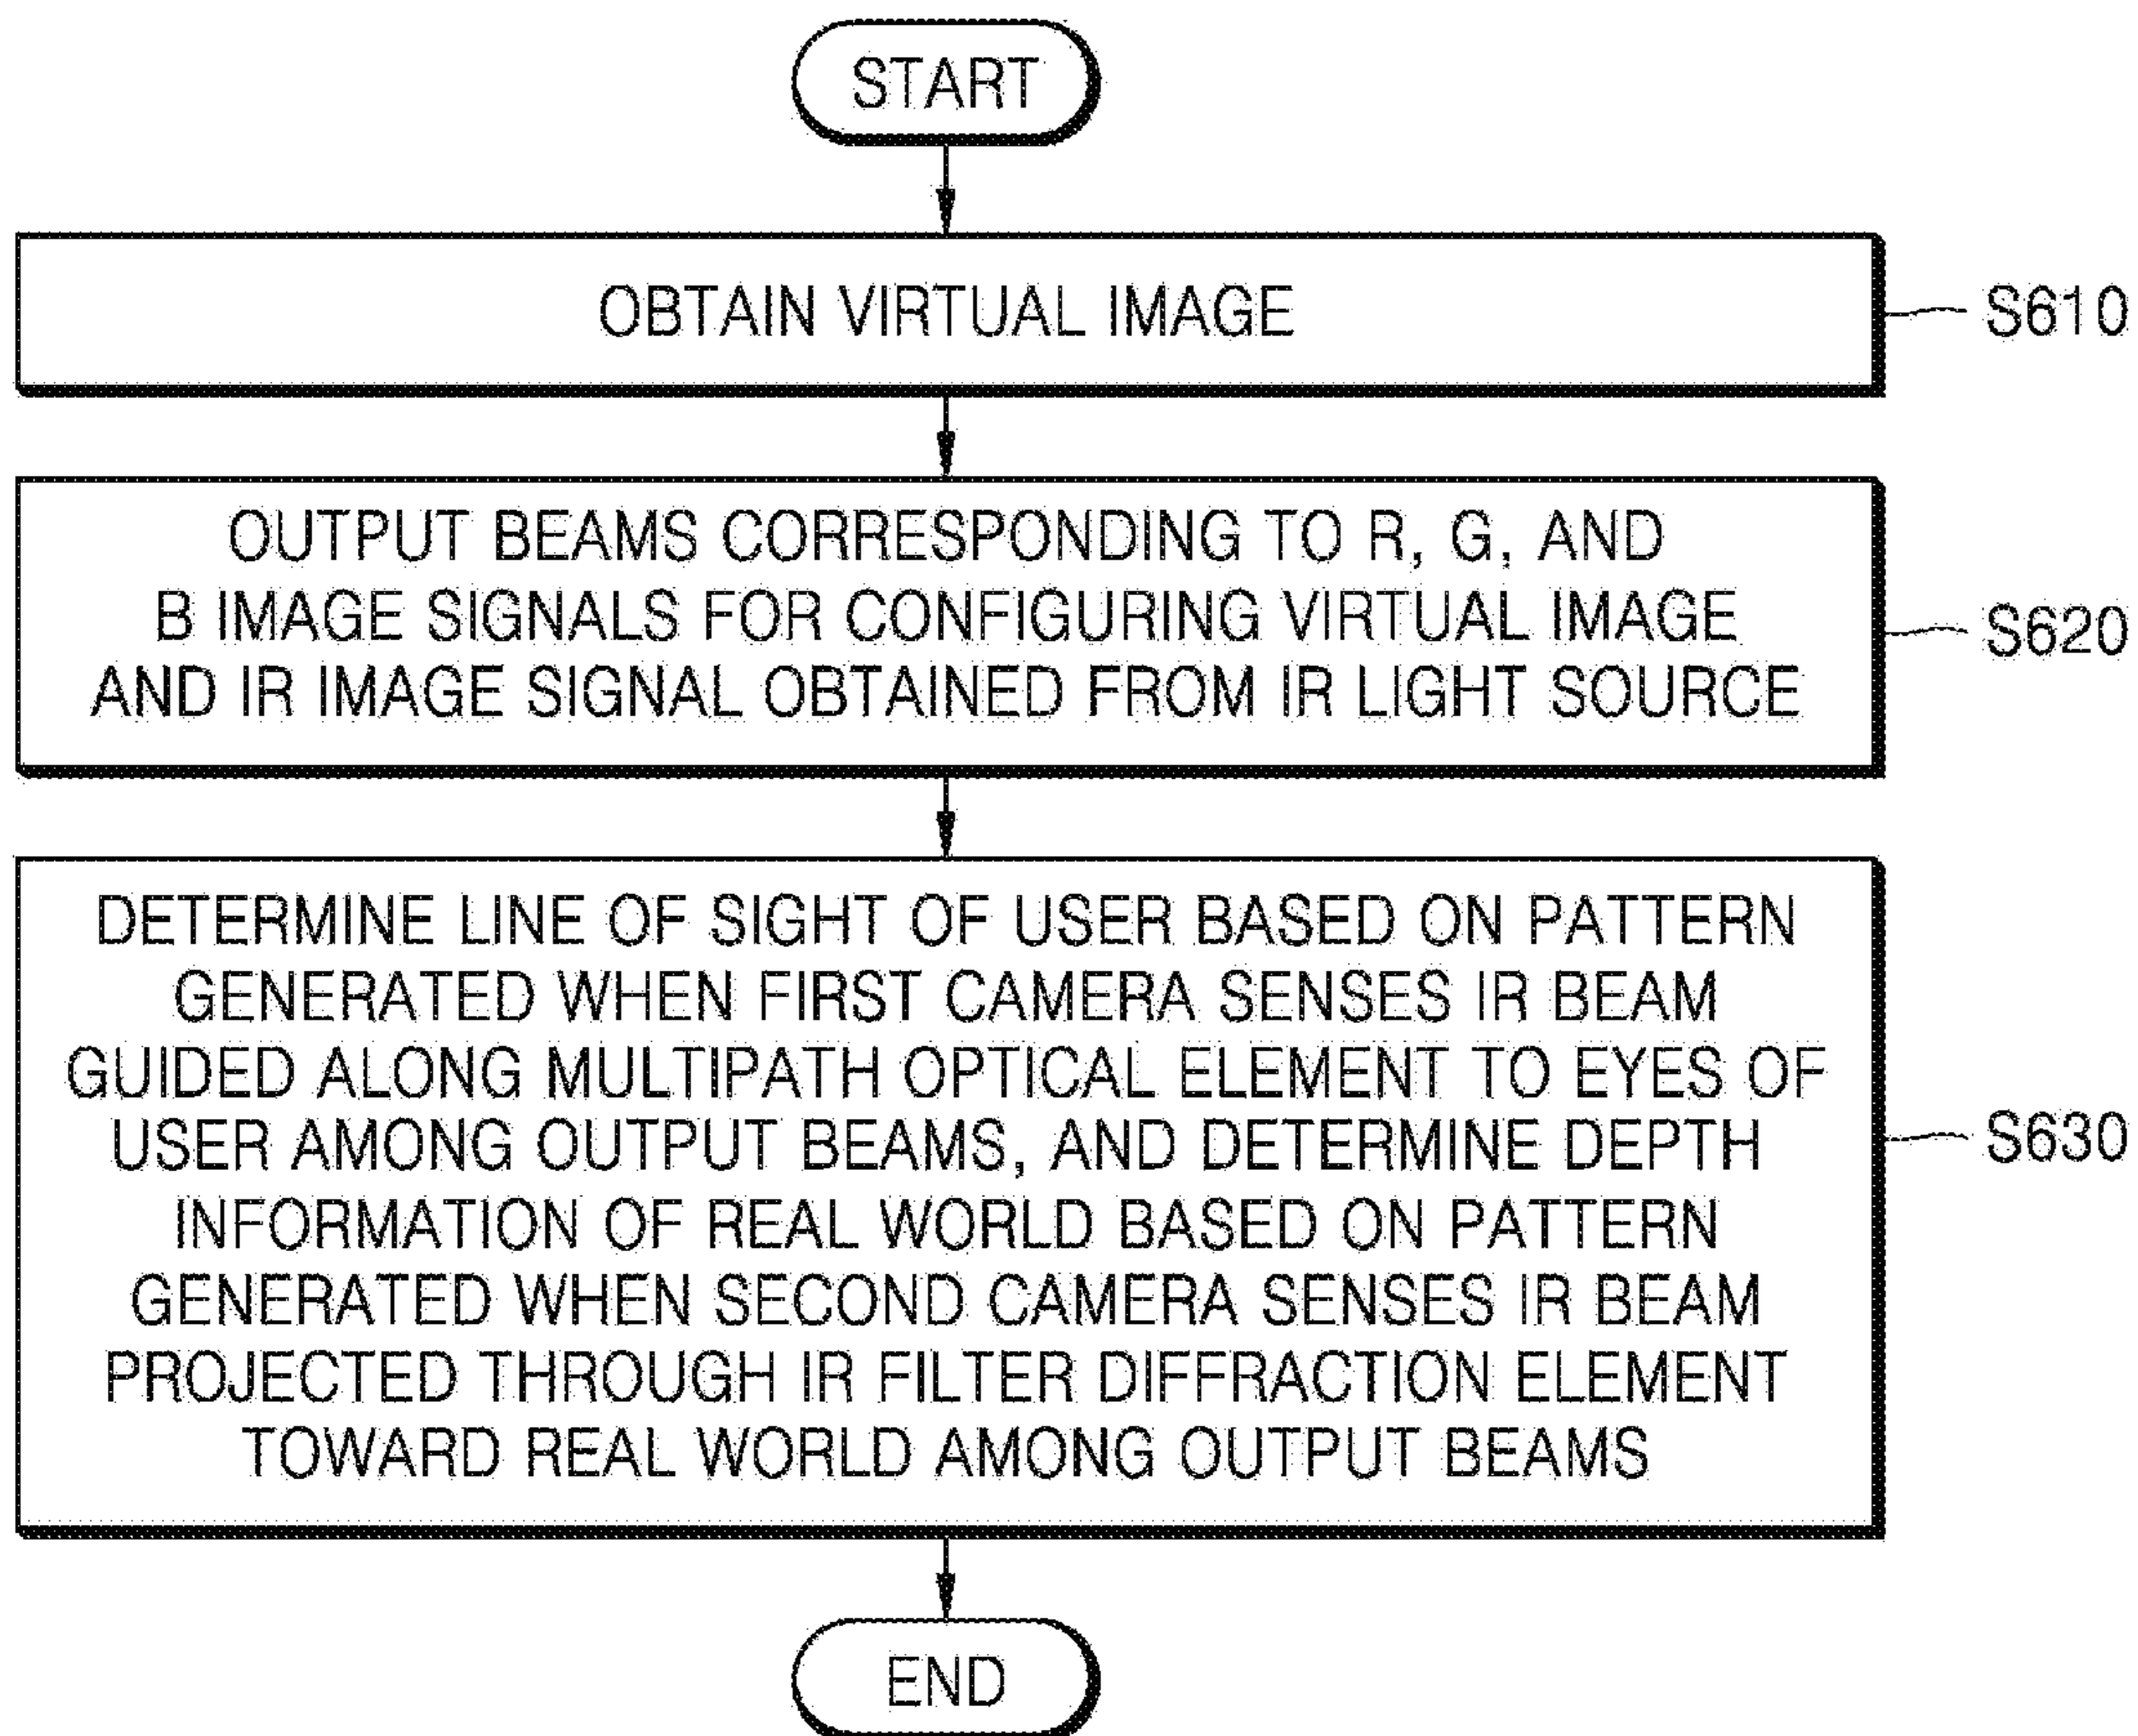 START
OBTAIN VIRTUAL IMAGE
S610
OUTPUT BEAMS CORRESPONDING TO R, G, AND
B IMAGE SIGNALS FOR CONFIGURING VIRTUAL IMAGE
AND IR IMAGE SIGNAL OBTAINED FROM IR LIGHT SOURCE
S620
DETERMINE LINE OF SIGHT OF USER BASED ON PATTERN
GENERATED WHEN FIRST CAMERA SENSES IR BEAM
GUIDED ALONG MULTIPATH OPTICAL ELEMENT TO EYES OF
USER AMONG OUTPUT BEAMS, AND DETERMINE DEPTH
INFORMATION OF REAL WORLD BASED ON PATTERN
GENERATED WHEN SECOND CAMERA SENSES IR BEAM
PROJECTED THROUGH IR FILTER DIFFRACTION ELEMENT
TOWARD REAL WORLD AMONG OUTPUT BEAMS
S630
END